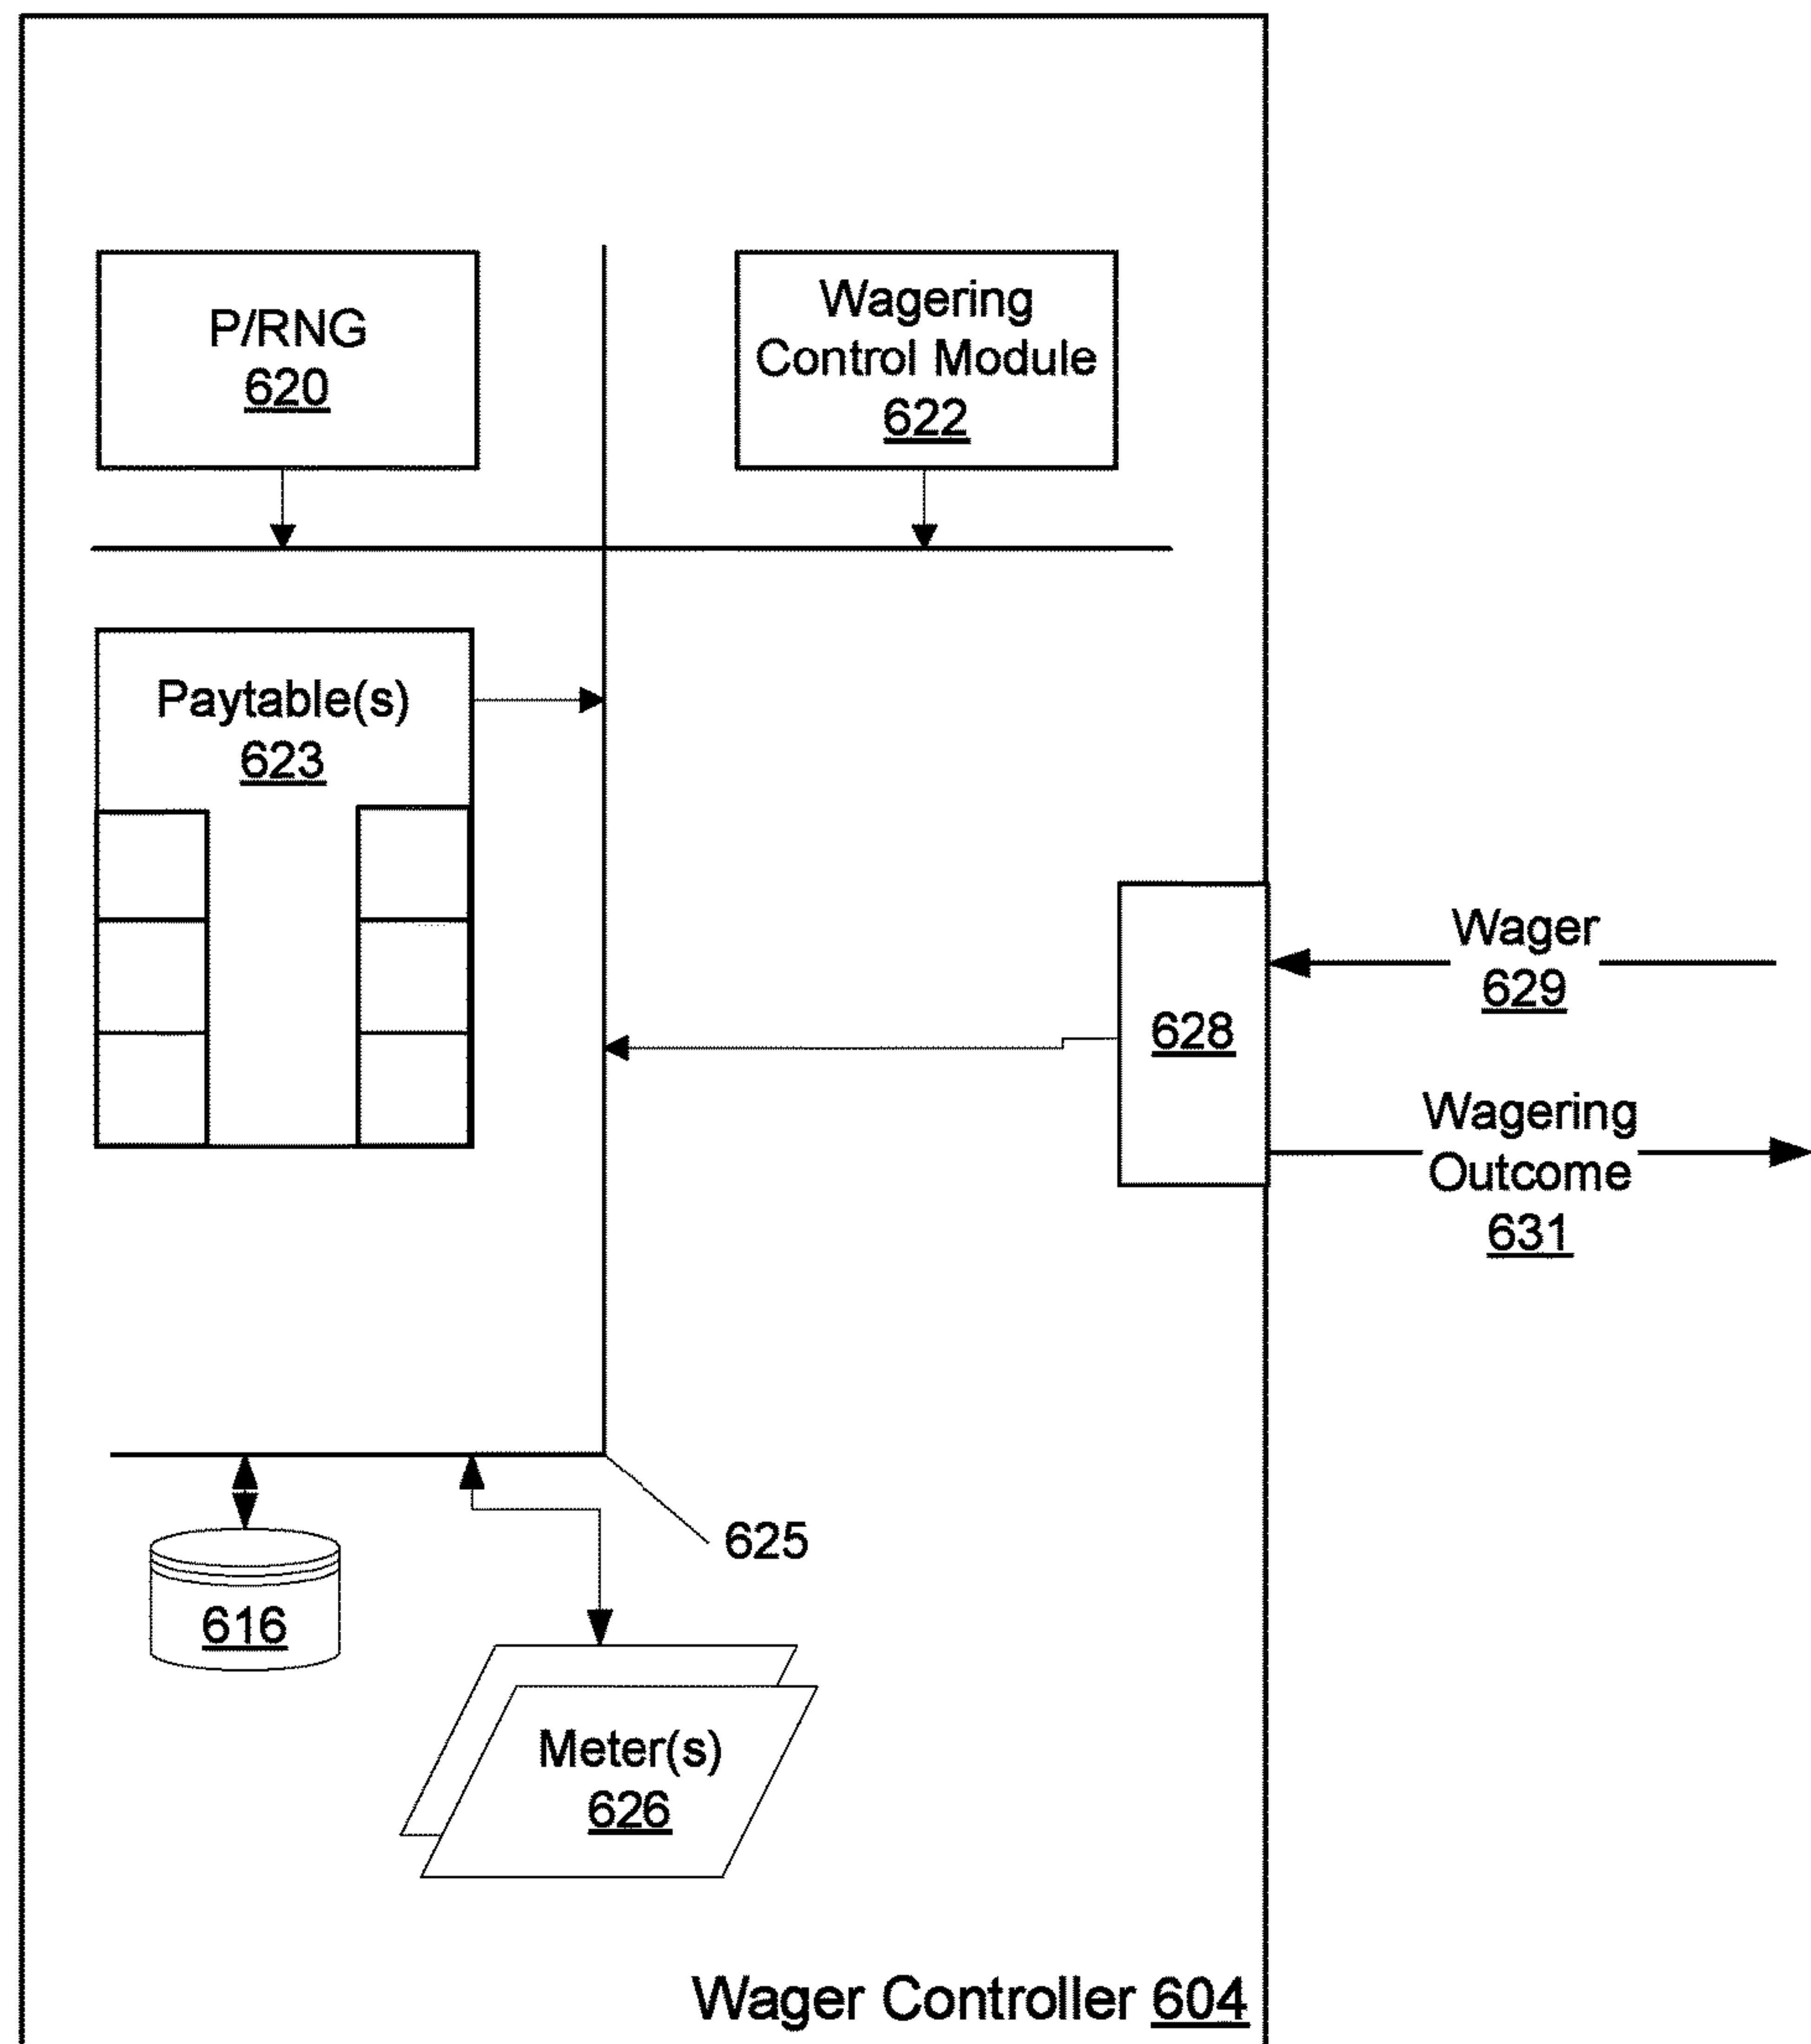 P/RNG
620
Wagering
Control Module
622
Paytable(s)
623
Wager
629
628
Wagering
Outcome
631
625
616
Meter(s)
626
Wager Controller 604